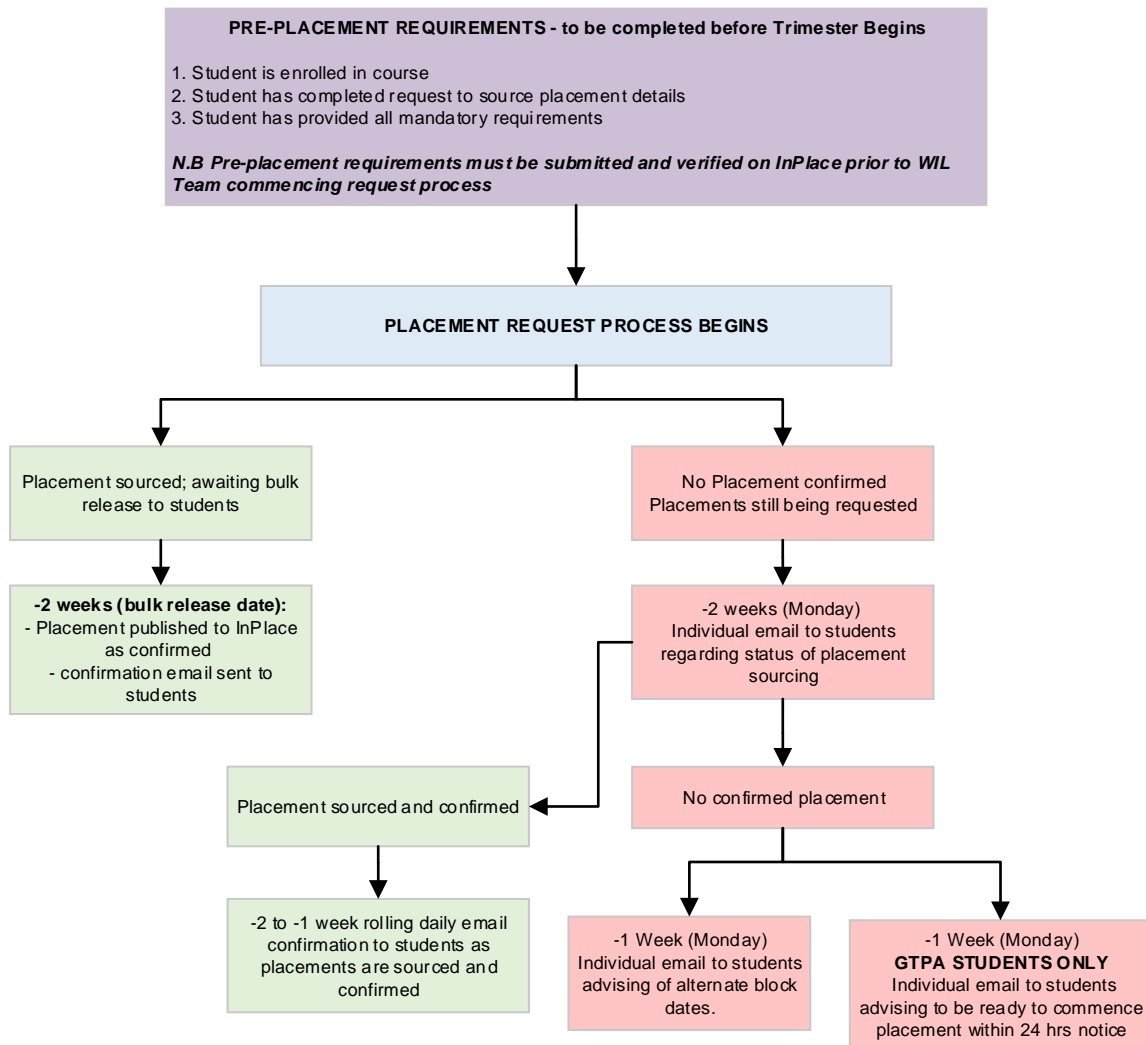 PRE-PLACEMENT REQUIREMENTS - to be completed before Trimester Begins
1. Student is enrolled in course
2. Student has completed request to source placement details
3. Student has provided all mandatory requirements
N.B Pre-placement requirements must be submitted and verified on InPlace prior to WIL
Team commencing request process
PLACEMENT REQUEST PROCESS BEGINS
Placement sourced; awaiting bulk
release to students
No Placement confirmed
Placements still being requested
-2 weeks (bulk release date):
- Placement published to InPlace
as confirmed
- confirmation email sent to
students
-2 weeks (Monday)
Individual email to students
regarding status of placement
sourcing
Placement sourced and confirmed
No confirmed placement
-2 to -1 week rolling daily email
confirmation to students as
placements are sourced and
confirmed
-1 Week (Monday)
Individual email to students
advising of alternate block
dates.
-1 Week (Monday)
GTPA STUDENTS ONLY
Individual email to students
advising to be ready to commence
placement within 24 hrs notice